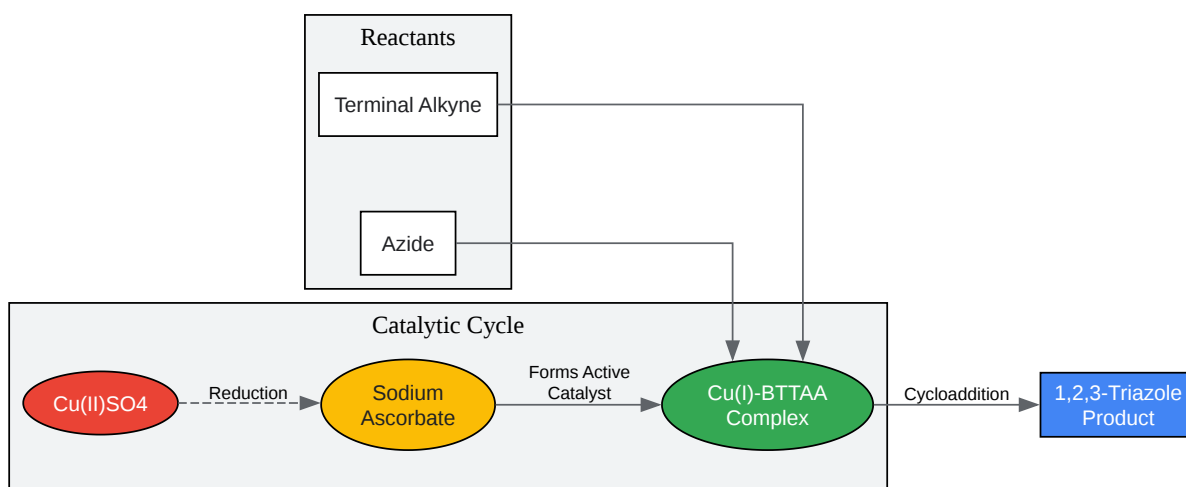 Reactants
Terminal Alkyne
Azide
Catalytic Cycle
Cu(II)SO4
Reduction
Sodium
Ascorbate
Forms Active
Catalyst
Cu(I)-BTTAA
Complex
Cycloaddition
1,2,3-Triazole
Product